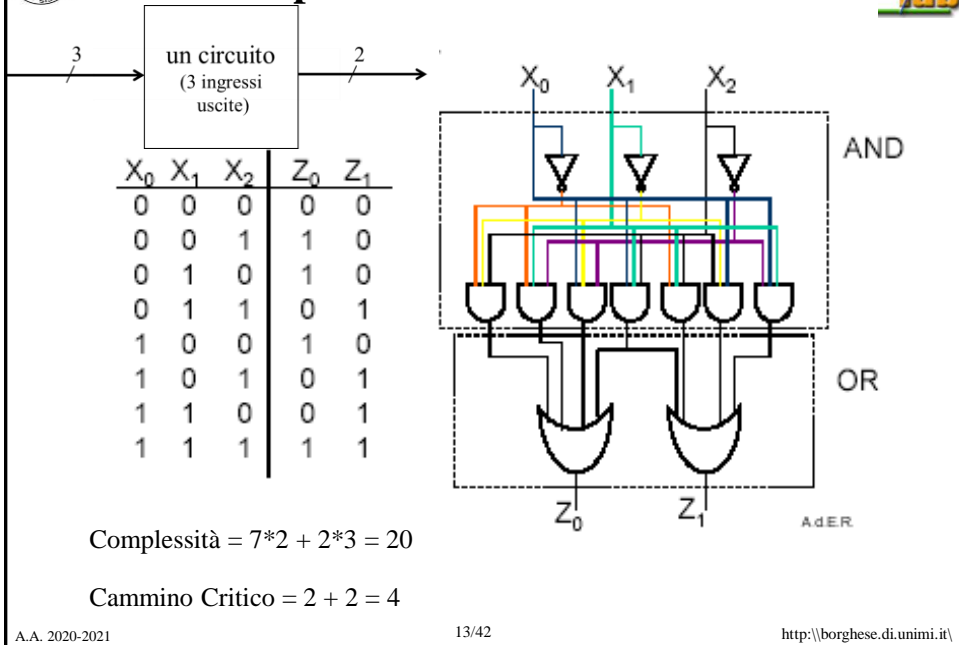 3
un circuito
(3 ingressi
uscite)
2
X0 X1 X2 Z0 Z1
0 0 0 0 0
0 0 1 1 0
0 1 0 1 0
0 1 1 0 1
1 0 0 1 0
1 0 1 0 1
1 1 0 0 1
1 1 1 1 1
X0 X1 X2
AND
OR
Z0 Z1
A.d.E.R.
Complessità = 7*2 + 2*3 = 20
Cammino Critico = 2 + 2 = 4
A.A. 2020-2021 13/42 http:\\borghese.di.unimi.it\